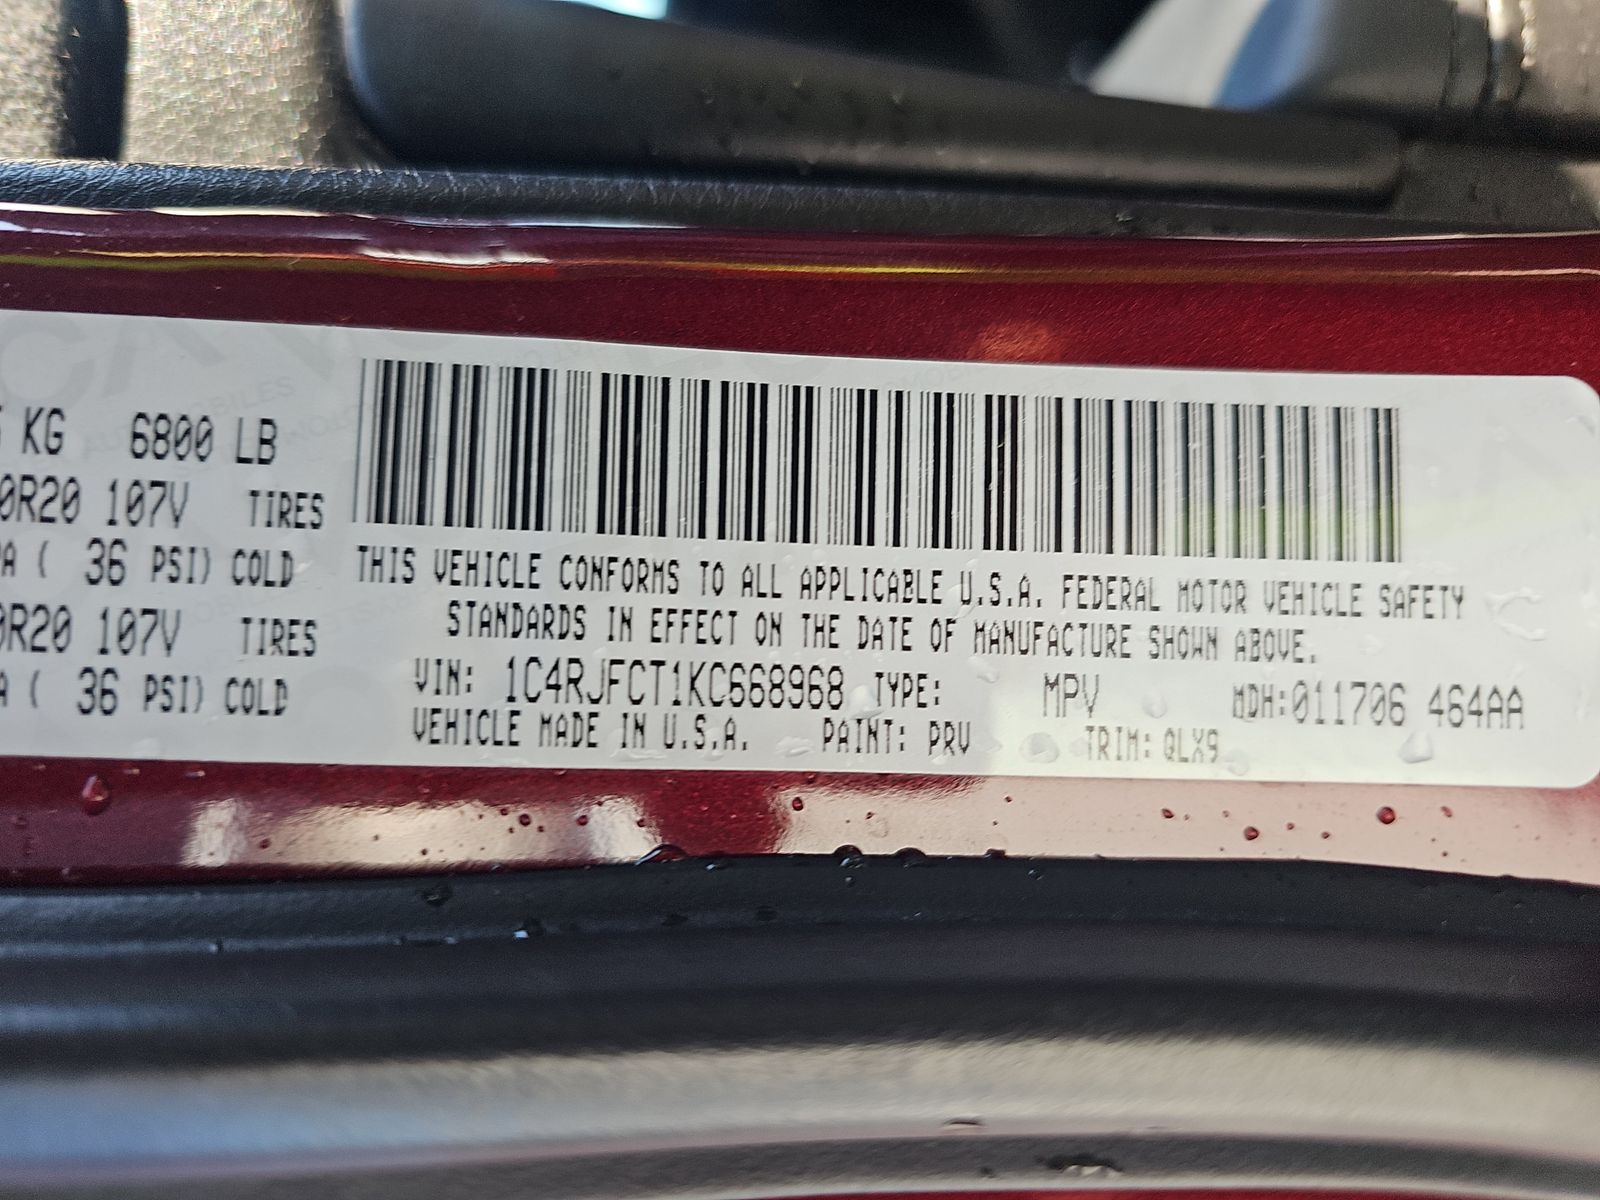 KG 6800 LB
0R20 107V TIRES
A ( 36 PSI) COLD
0R20 107V TIRES
A ( 36 PSI) COLD
THIS VEHICLE CONFORMS TO ALL APPLICABLE U.S.A. FEDERAL MOTOR VEHICLE SAFETY
STANDARDS IN EFFECT ON THE DATE OF MANUFACTURE SHOWN ABOVE.
VIN: 1C4RJFCT1KC668968 TYPE: MPV MDH:011706 464AA
VEHICLE MADE IN U.S.A. PAINT: PRV TRIM: QLX9